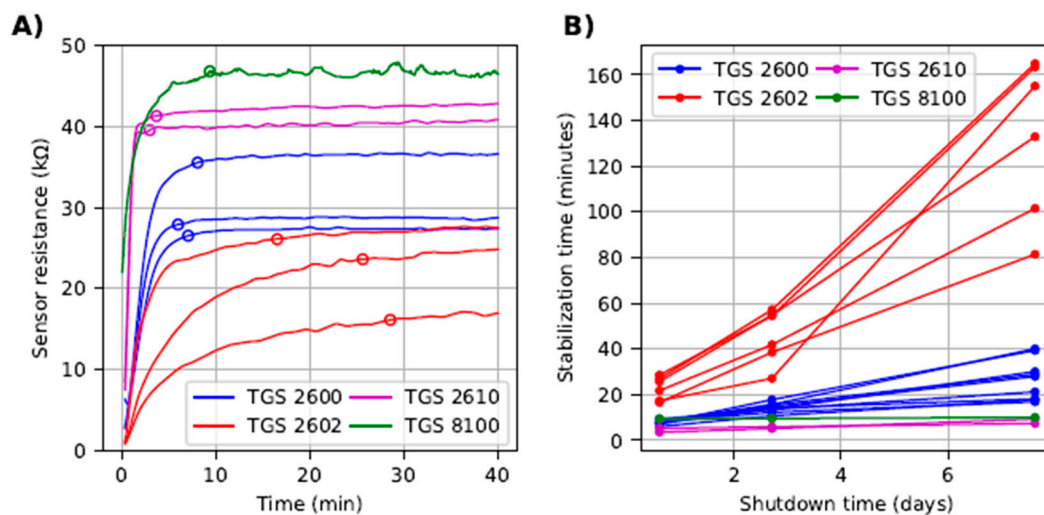 A)
50
40
30
20
10
0
Sensor resistance (kΩ)
TGS 2600
TGS 2610
TGS 2602
TGS 8100
0
10
20
30
40
Time (min)
B)
160
140
120
100
80
60
40
20
0
Stabilization time (minutes)
TGS 2600
TGS 2610
TGS 2602
TGS 8100
2
4
6
Shutdown time (days)